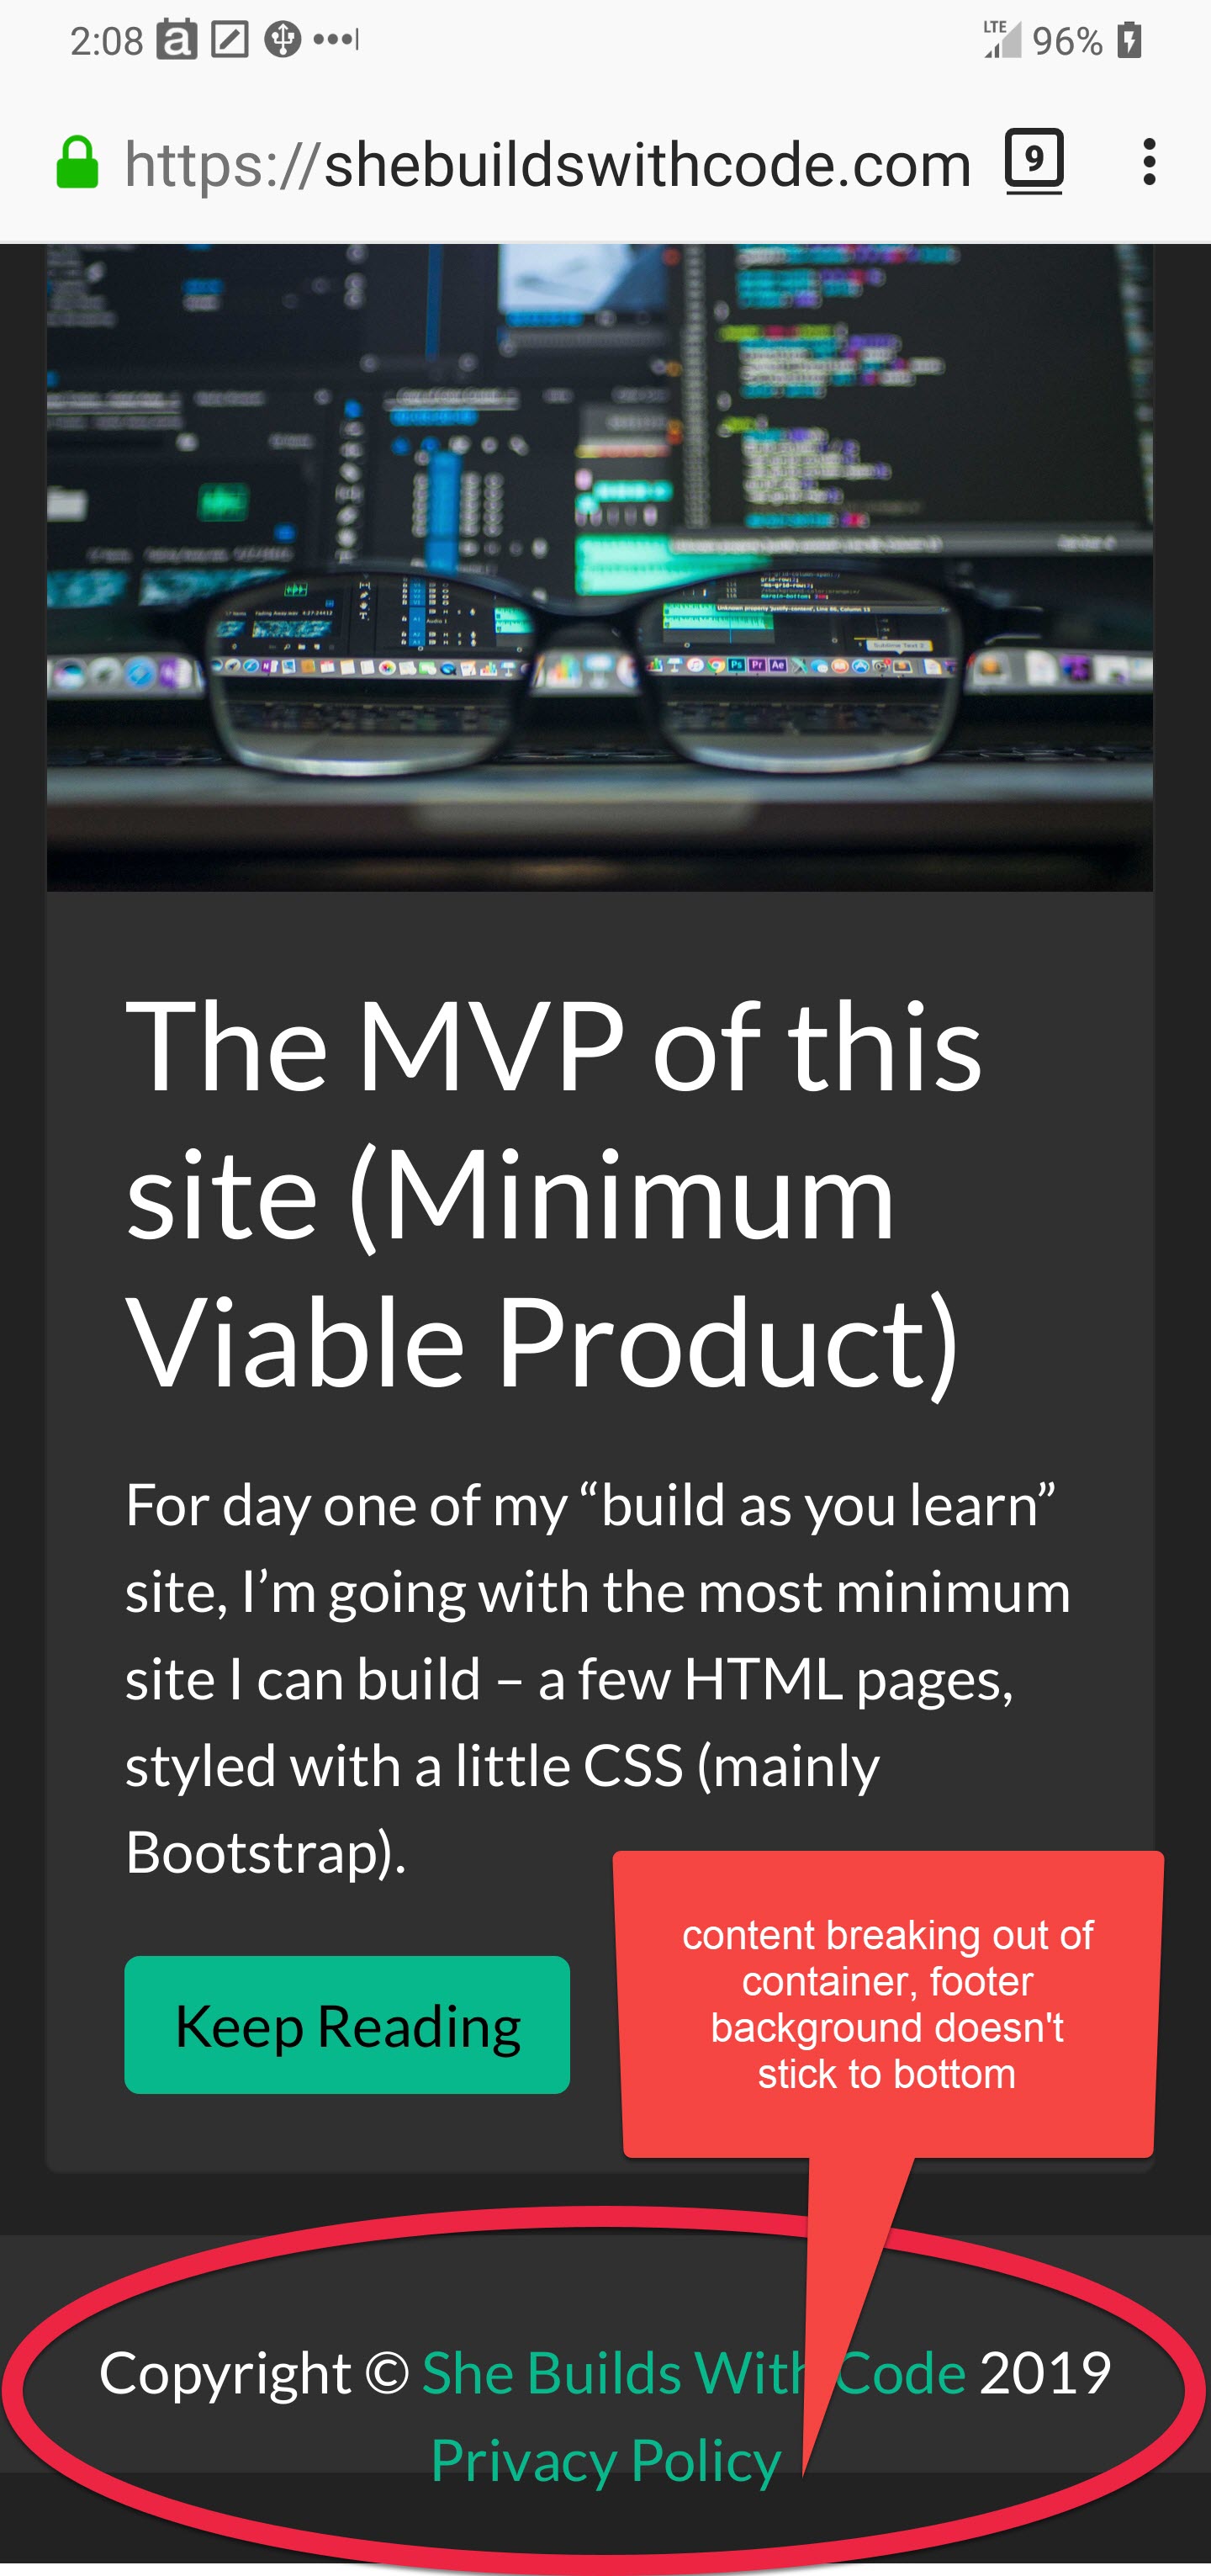 2:08 LTE 96%
https://shebuildswithcode.com 9
The MVP of this
site (Minimum
Viable Product)
For day one of my “build as you learn”
site, I’m going with the most minimum
site I can build – a few HTML pages,
styled with a little CSS (mainly
Bootstrap).
content breaking out of
container, footer
background doesn't
stick to bottom
Keep Reading
Copyright © She Builds With Code 2019
Privacy Policy